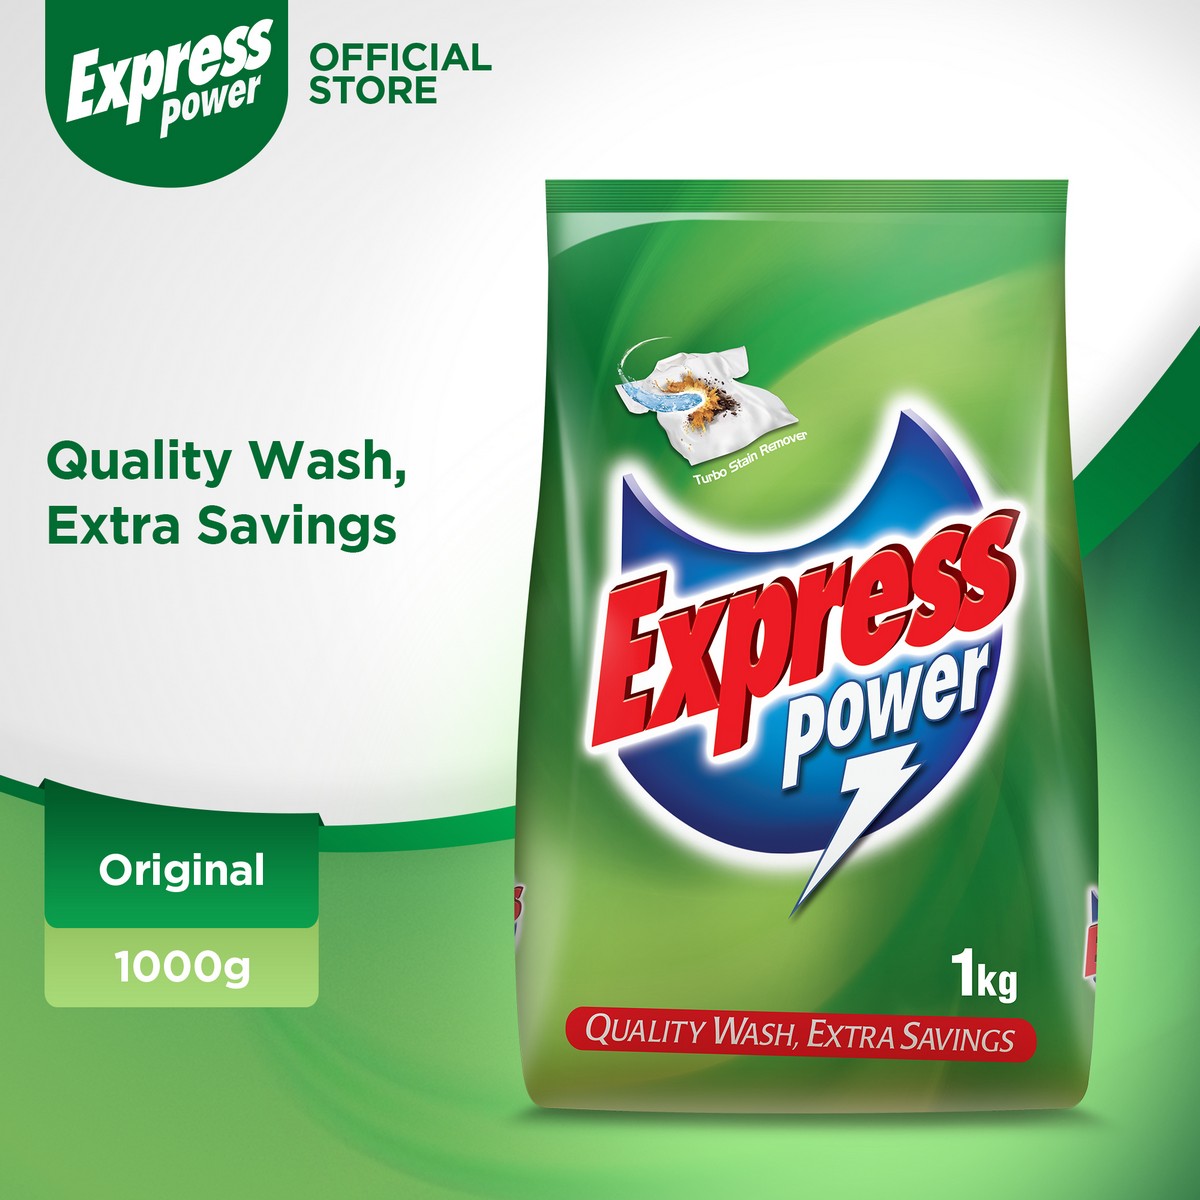 Express
power
OFFICIAL
STORE
Quality Wash,
Extra Savings
Original
1000g
Turbo Stain Remover
Express
power
1kg
QUALITY WASH, EXTRA SAVINGS